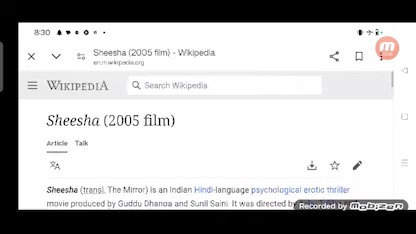 8:30
Sheesha (2005 film) - Wikipedia
en.m.wikipedia.org
WIKIPEDIA
Search Wikipedia
Sheesha (2005 film)
Article Talk
Sheesha (transl. The Mirror) is an Indian Hindi-language psychological erotic thriller
movie produced by Guddu Dhanoa and Sunil Saini. It was directed by
Recorded by mobizen